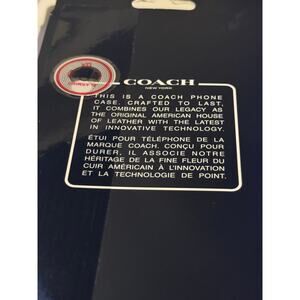 COACH
NEW YORK
THIS IS A COACH PHONE
CASE. CRAFTED TO LAST,
IT COMBINES OUR LEGACY AS
THE ORIGINAL AMERICAN HOUSE
OF LEATHER WITH THE LATEST
IN INNOVATIVE TECHNOLOGY.
ÉTUI POUR TÉLÉPHONE DE LA
MARQUE COACH. CONÇU POUR
DURER, IL ASSOCIE NOTRE
HÉRITAGE DE LA FINE FLEUR DU
CUIR AMÉRICAIN À L'INNOVATION
ET LA TECHNOLOGIE DE POINT.